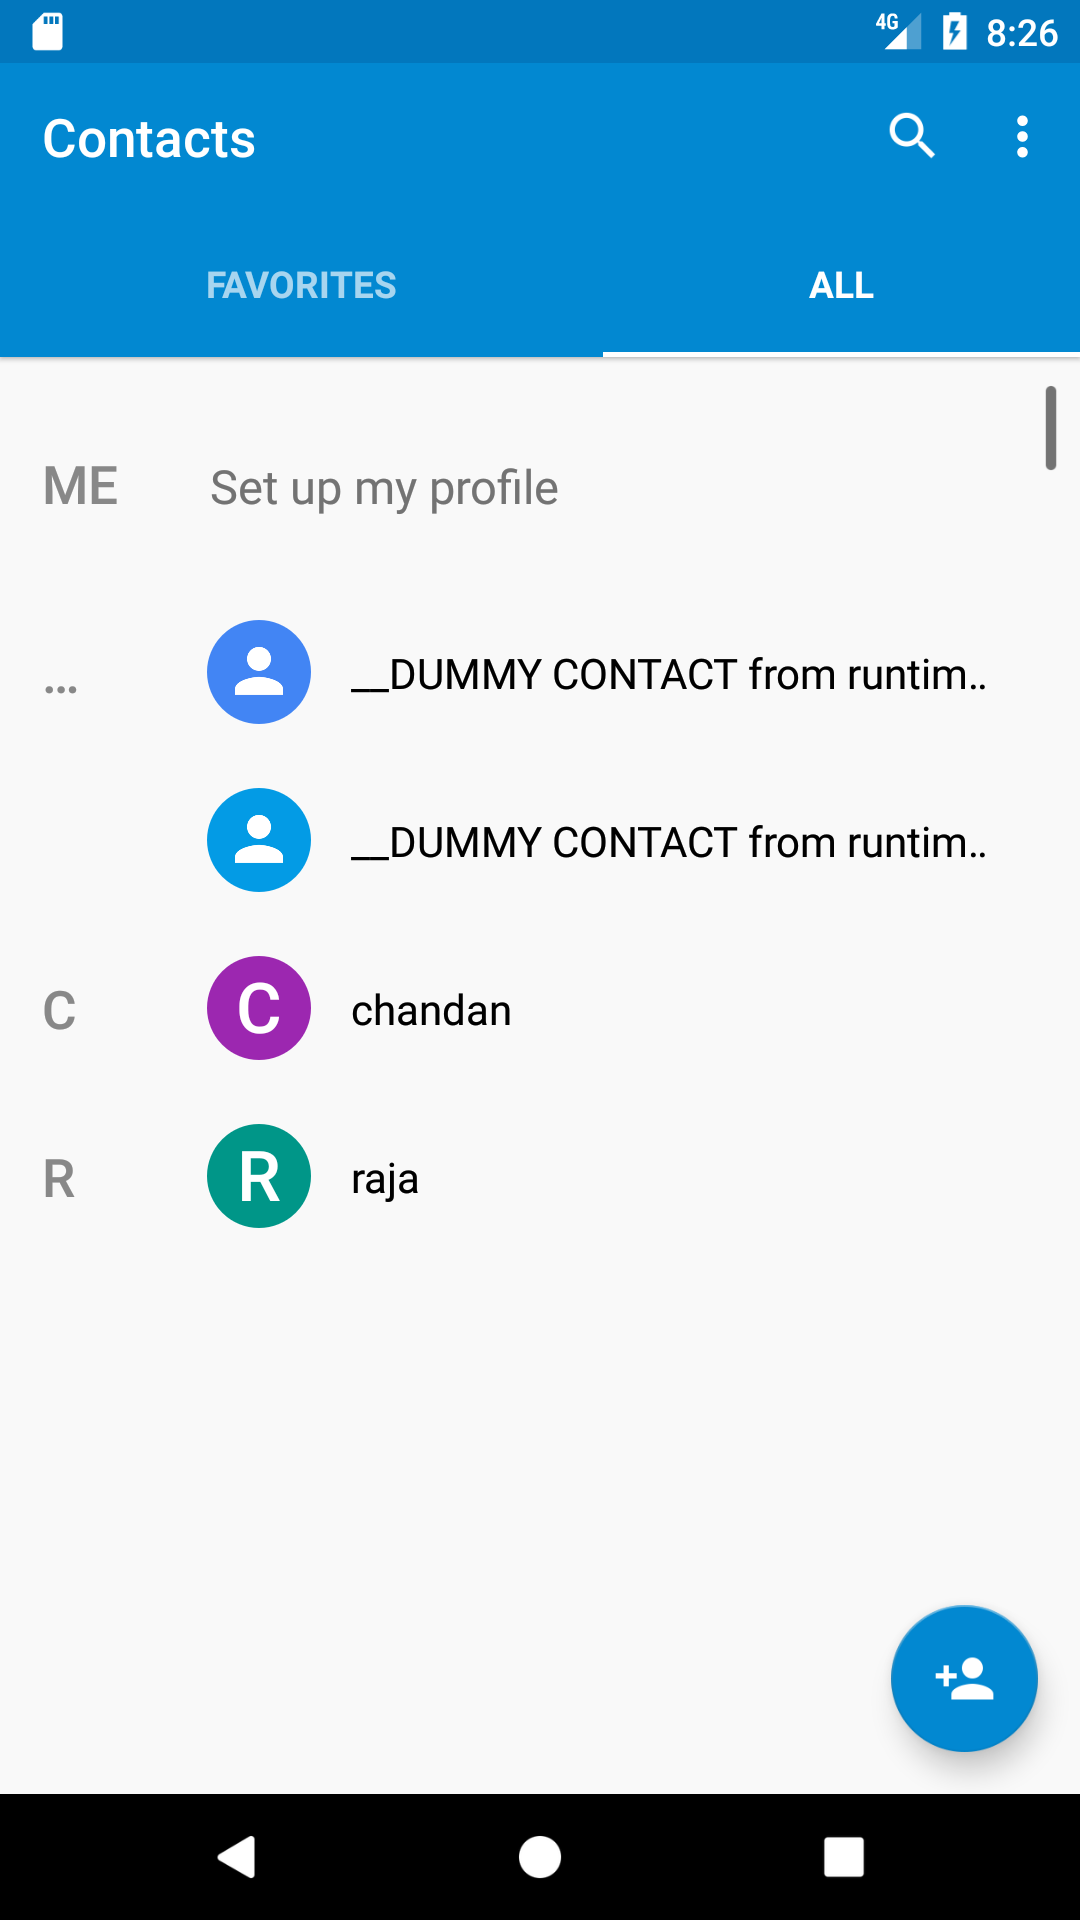 4G 8:26
Contacts
FAVORITES ALL
ME Set up my profile
... __DUMMY CONTACT from runtim..
__DUMMY CONTACT from runtim..
C C chandan
R R raja